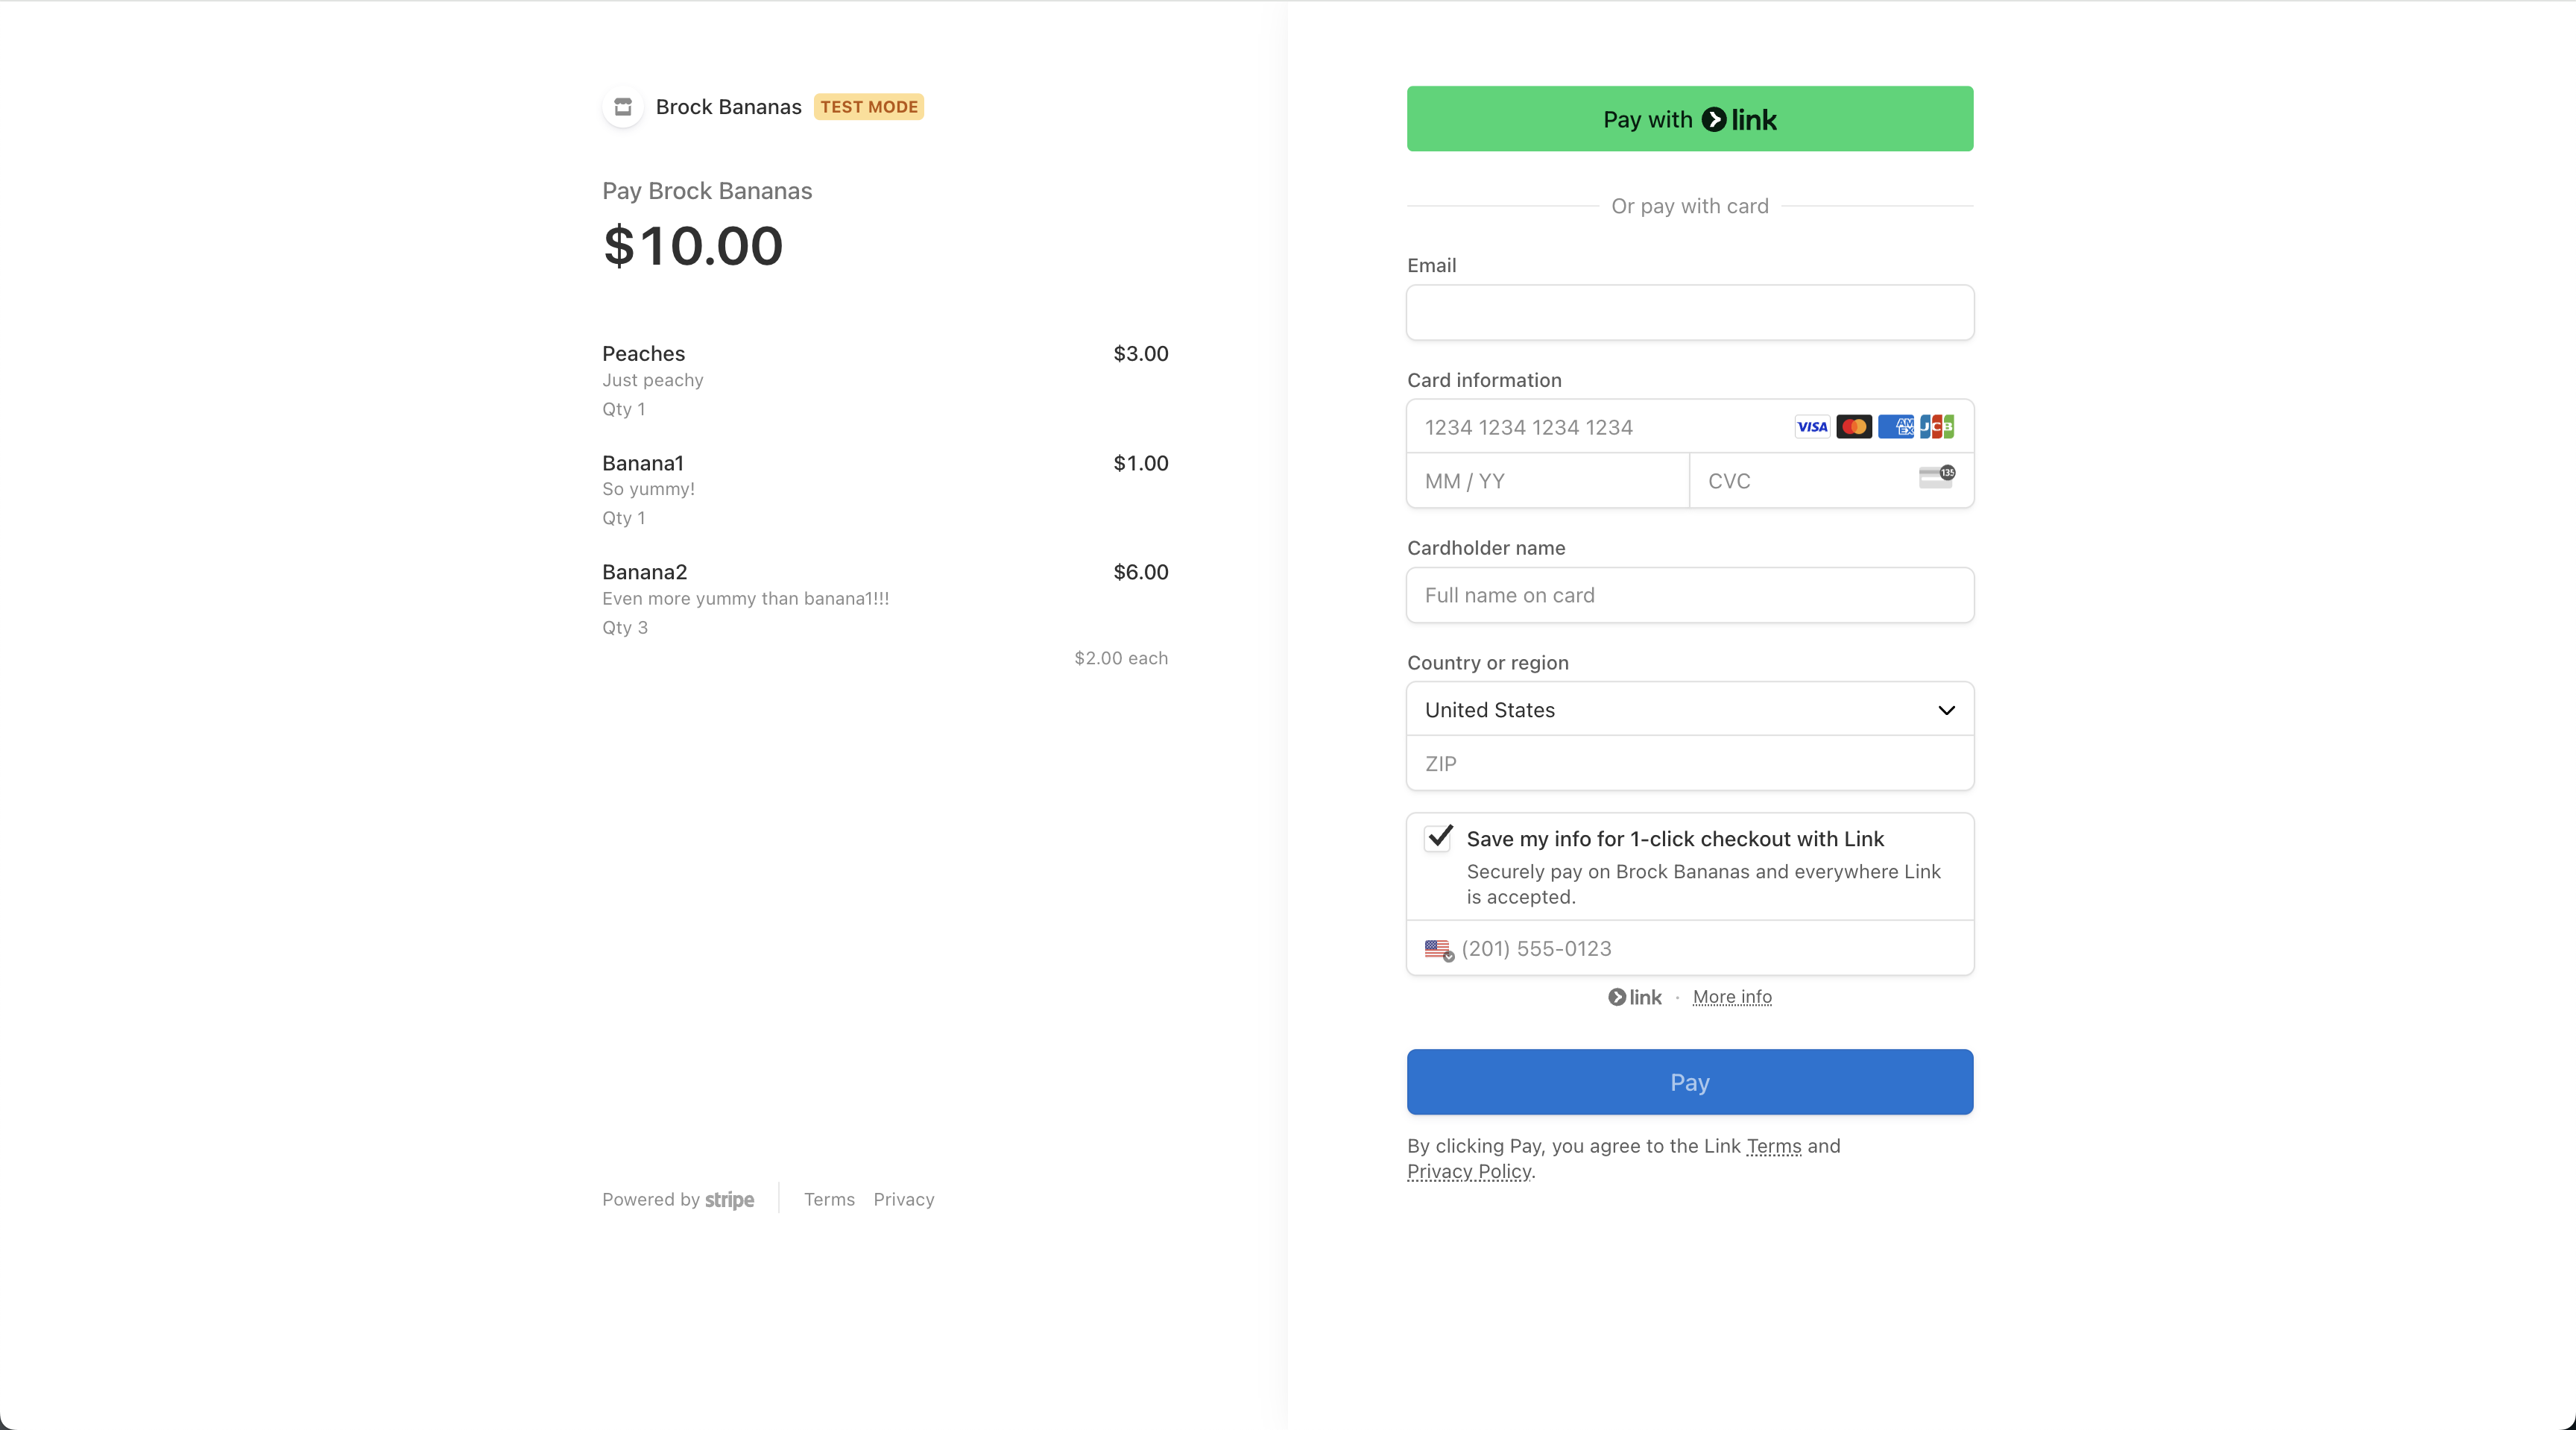 Brock Bananas TEST MODE
Pay Brock Bananas
$10.00
Peaches $3.00
Just peachy
Qty 1
Banana1 $1.00
So yummy!
Qty 1
Banana2 $6.00
Even more yummy than banana1!!!
Qty 3
$2.00 each
Powered by stripe Terms Privacy
Pay with link
Or pay with card
Email
Card information
1234 1234 1234 1234 VISA AMEX JCB
MM / YY CVC 135
Cardholder name
Full name on card
Country or region
United States
ZIP
Save my info for 1-click checkout with Link
Securely pay on Brock Bananas and everywhere Link
is accepted.
(201) 555-0123
link · More info
Pay
By clicking Pay, you agree to the Link Terms and
Privacy Policy.